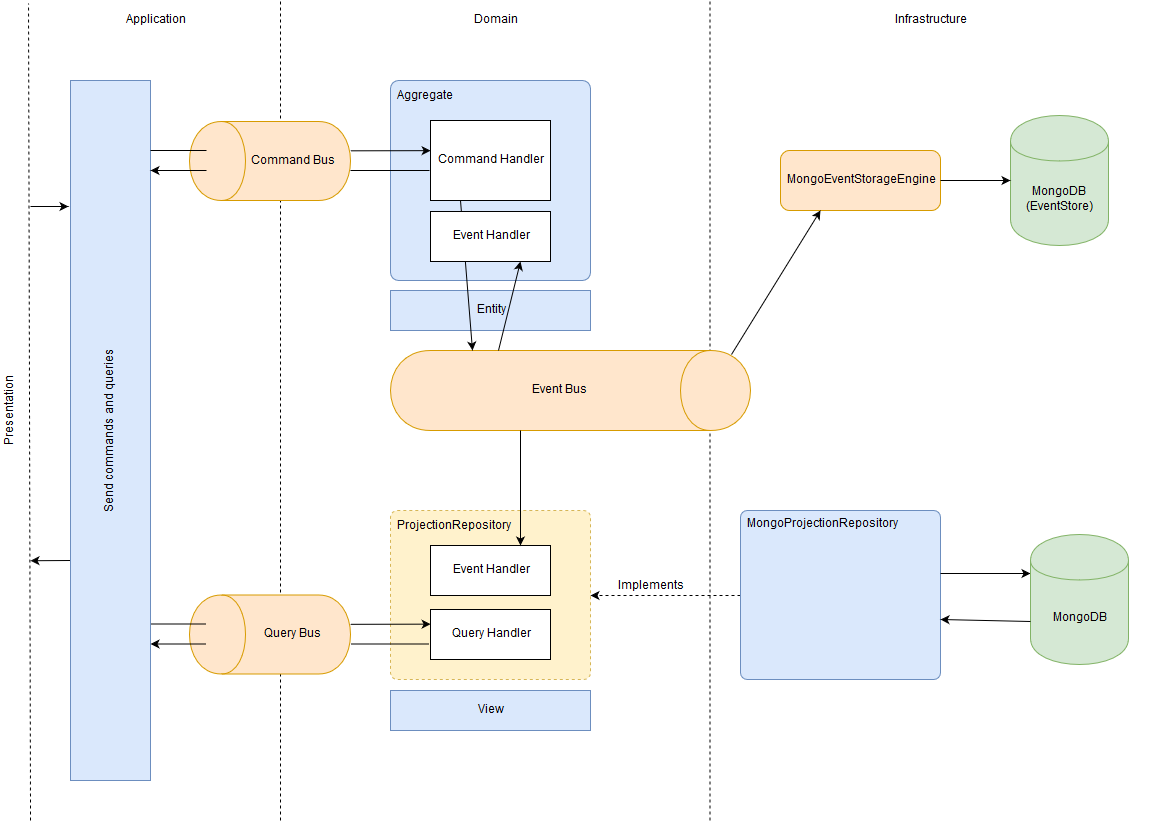 Application
Domain
Infrastructure
Presentation
Send commands and queries
Command Bus
Aggregate
Command Handler
Event Handler
Entity
MongoEventStorageEngine
MongoDB
(EventStore)
Event Bus
ProjectionRepository
Event Handler
Query Bus
Query Handler
View
Implements
MongoProjectionRepository
MongoDB